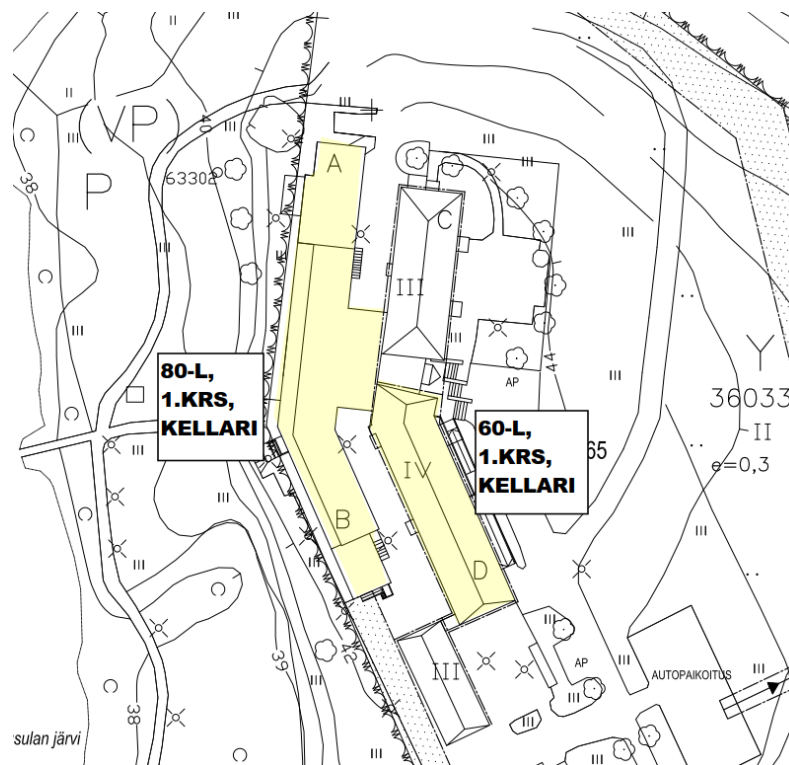 II
(VP)
P
C
38
III
40
63302
A
C
III
B
IV
D
III
80-L,
1.KRS,
KELLARI
60-L,
1.KRS,
KELLARI
65
AP
44
Y
36033
II
e=0,3
42
39
38
AP
AUTOPAIKOITUS
sulan järvi